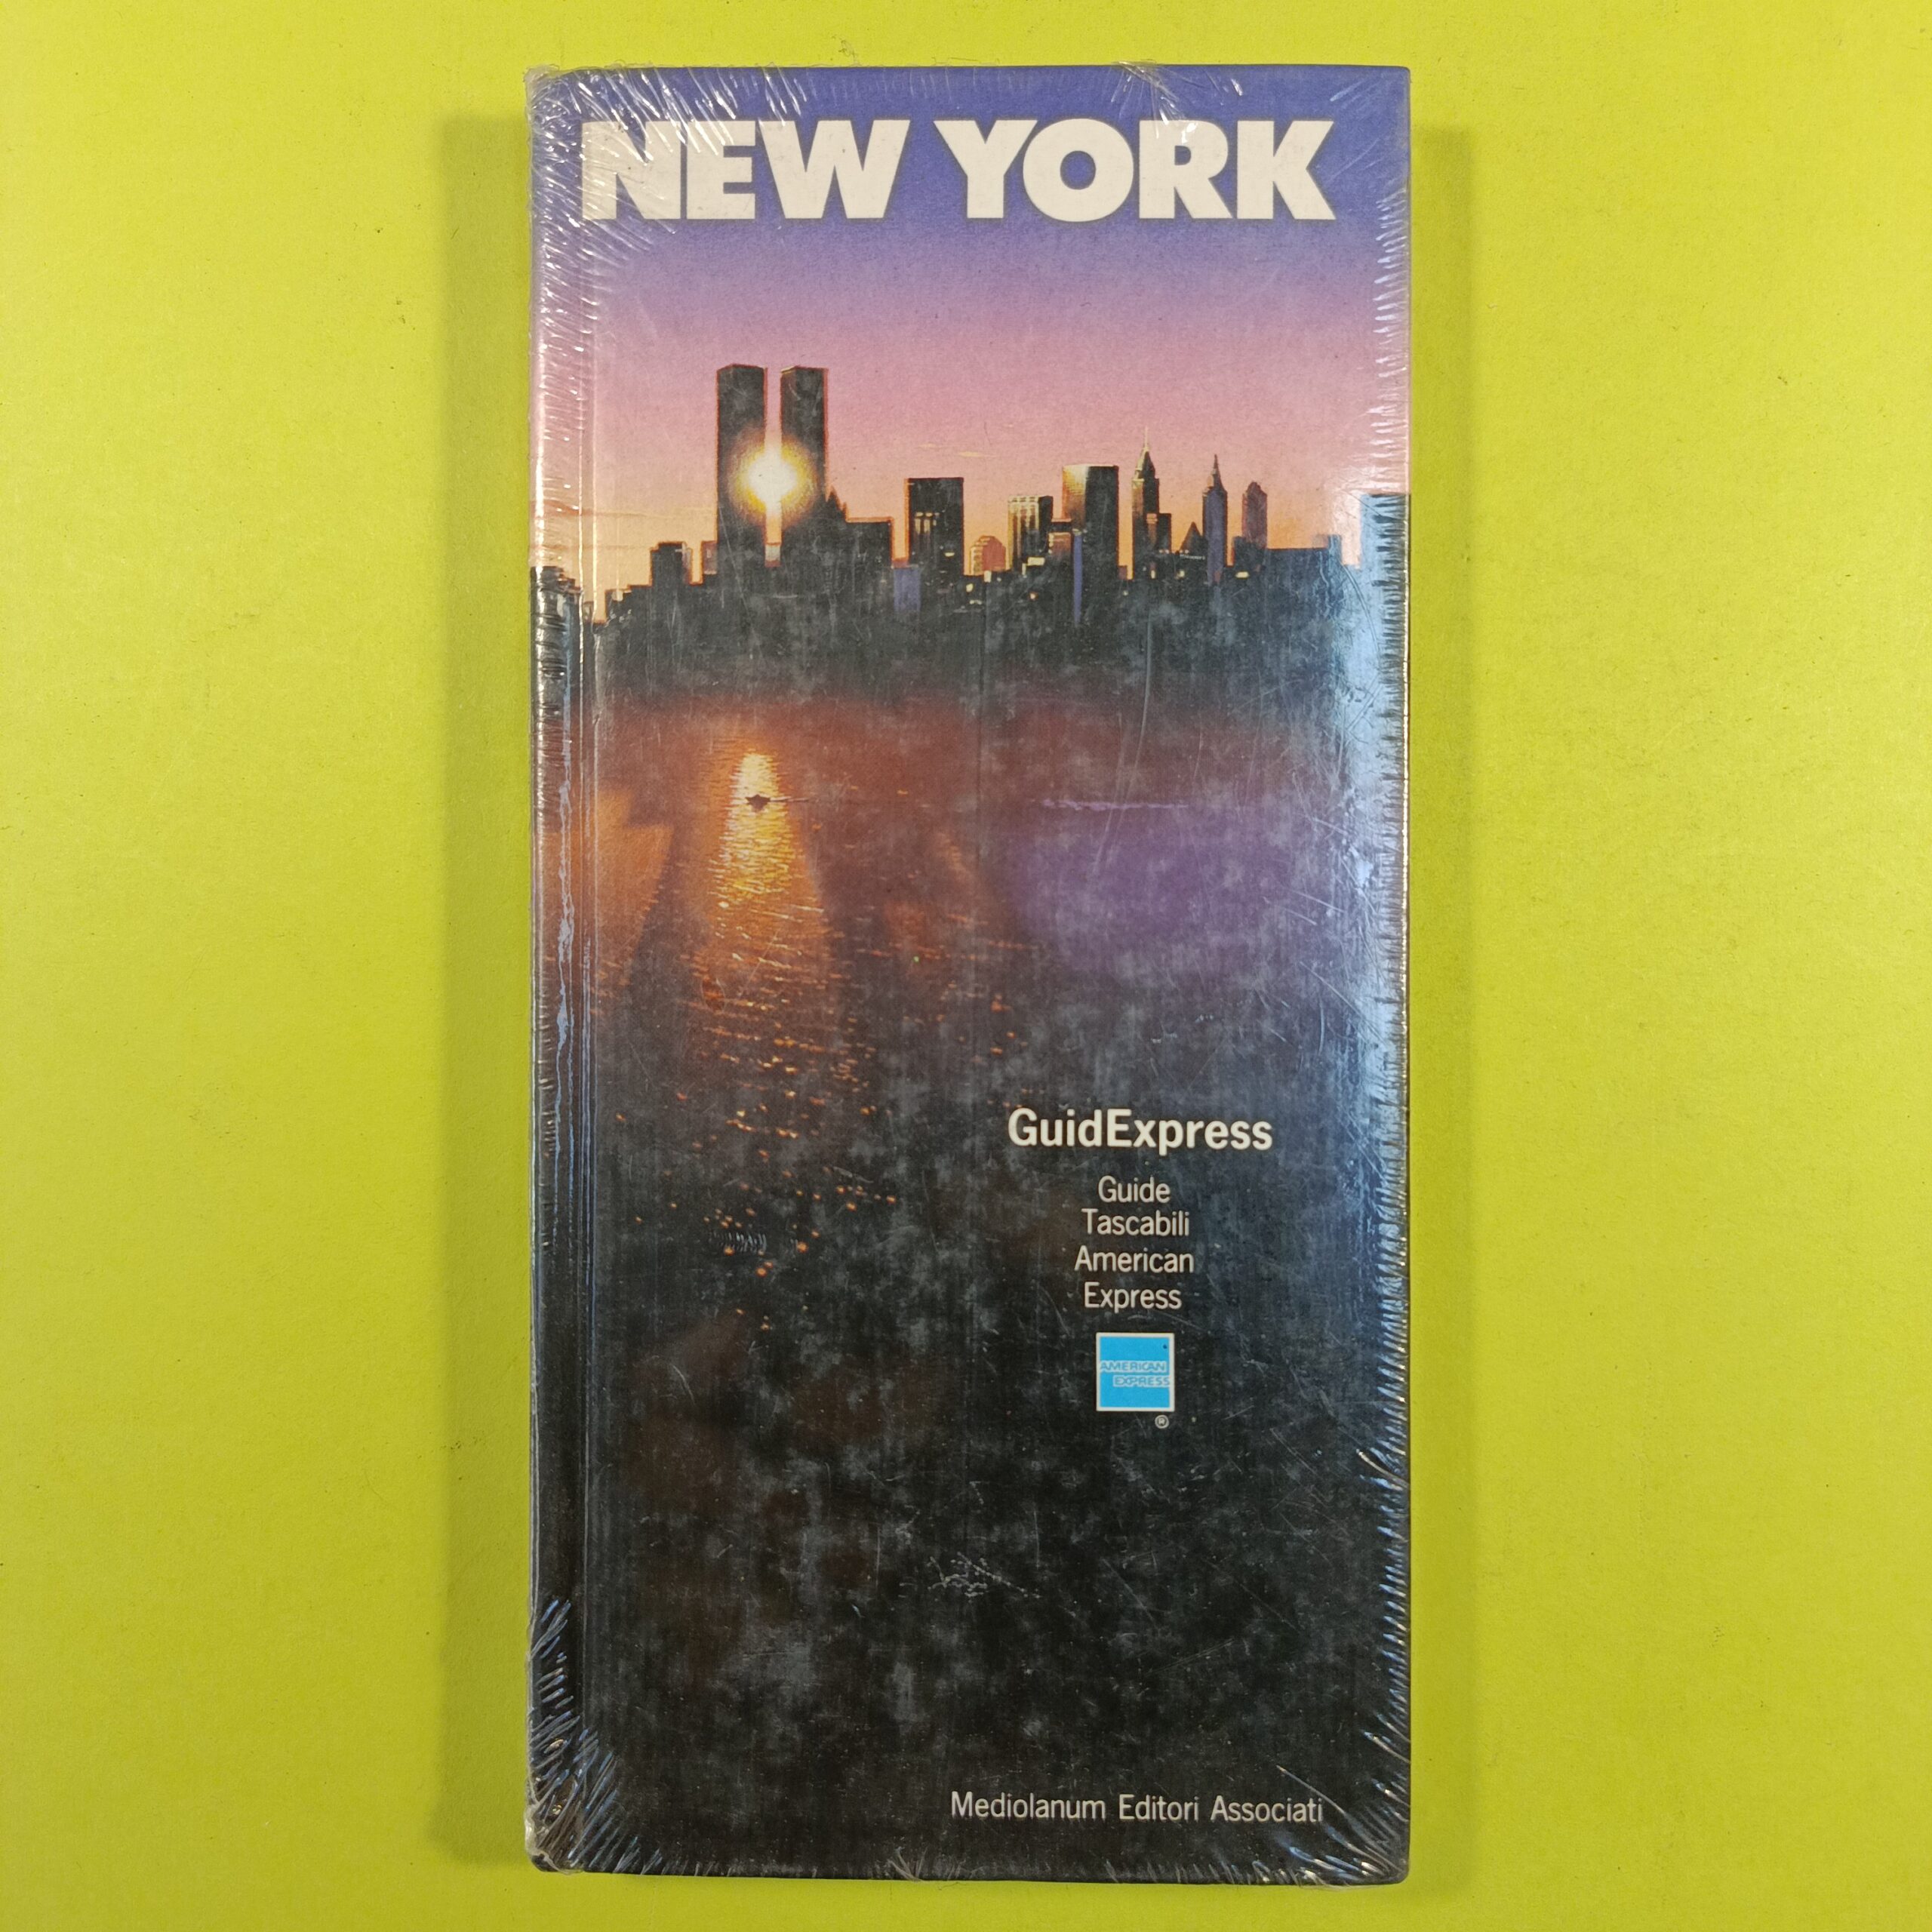 NEW YORK
GuidExpress
Guide
Tascabili
American
Express
AMERICAN
EXPRESS
®
Mediolanum Editori Associati